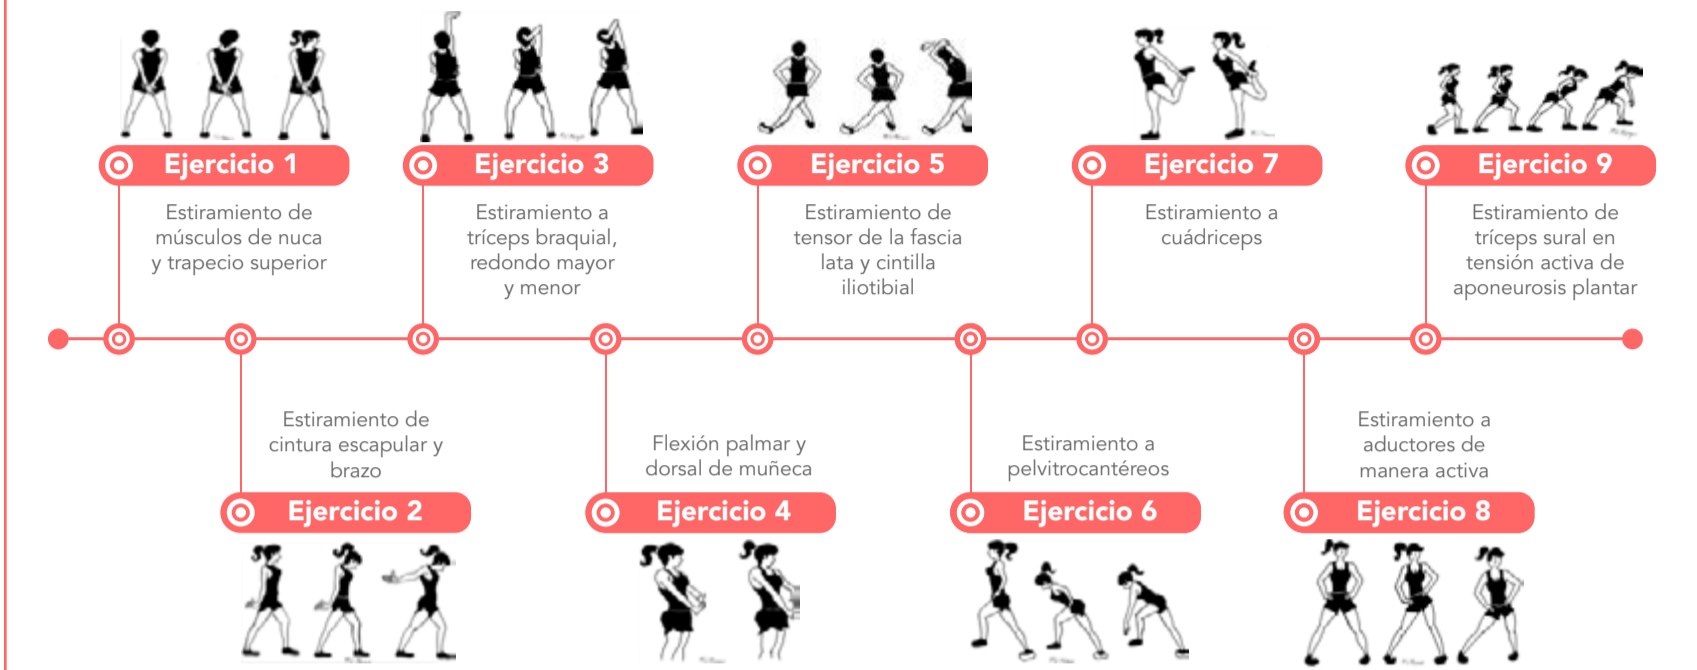 Ejercicio 1
Estiramiento de
músculos de nuca
y trapecio superior
Ejercicio 3
Estiramiento a
tríceps braquial,
redondo mayor
y menor
Ejercicio 5
Estiramiento de
tensor de la fascia
lata y cintilla
iliotibial
Ejercicio 7
Estiramiento a
cuádriceps
Ejercicio 9
Estiramiento de
tríceps sural en
tensión activa de
aponeurosis plantar
Estiramiento de
cintura escapular y
brazo
Ejercicio 2
Flexión palmar y
dorsal de muñeca
Ejercicio 4
Estiramiento a
pelvitrocantéreos
Ejercicio 6
Estiramiento a
aductores de
manera activa
Ejercicio 8